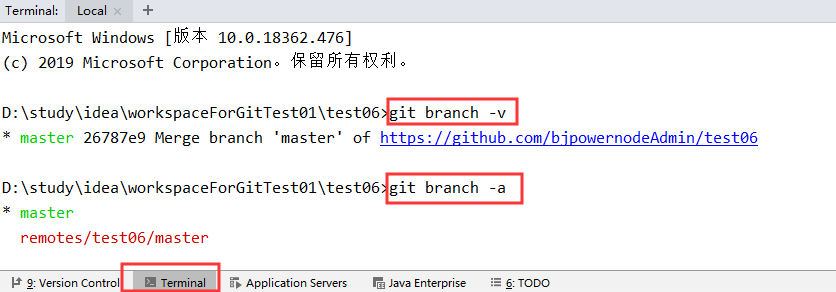 Terminal: Local × +
Microsoft Windows [版本 10.0.18362.476]
(c) 2019 Microsoft Corporation。保留所有权利。
D:\study\idea\workspaceForGitTest01\test06>git branch -v
* master 26787e9 Merge branch 'master' of https://github.com/bjpowernodeAdmin/test06
D:\study\idea\workspaceForGitTest01\test06>git branch -a
* master
remotes/test06/master
9: Version Control Terminal Application Servers Java Enterprise 6: TODO